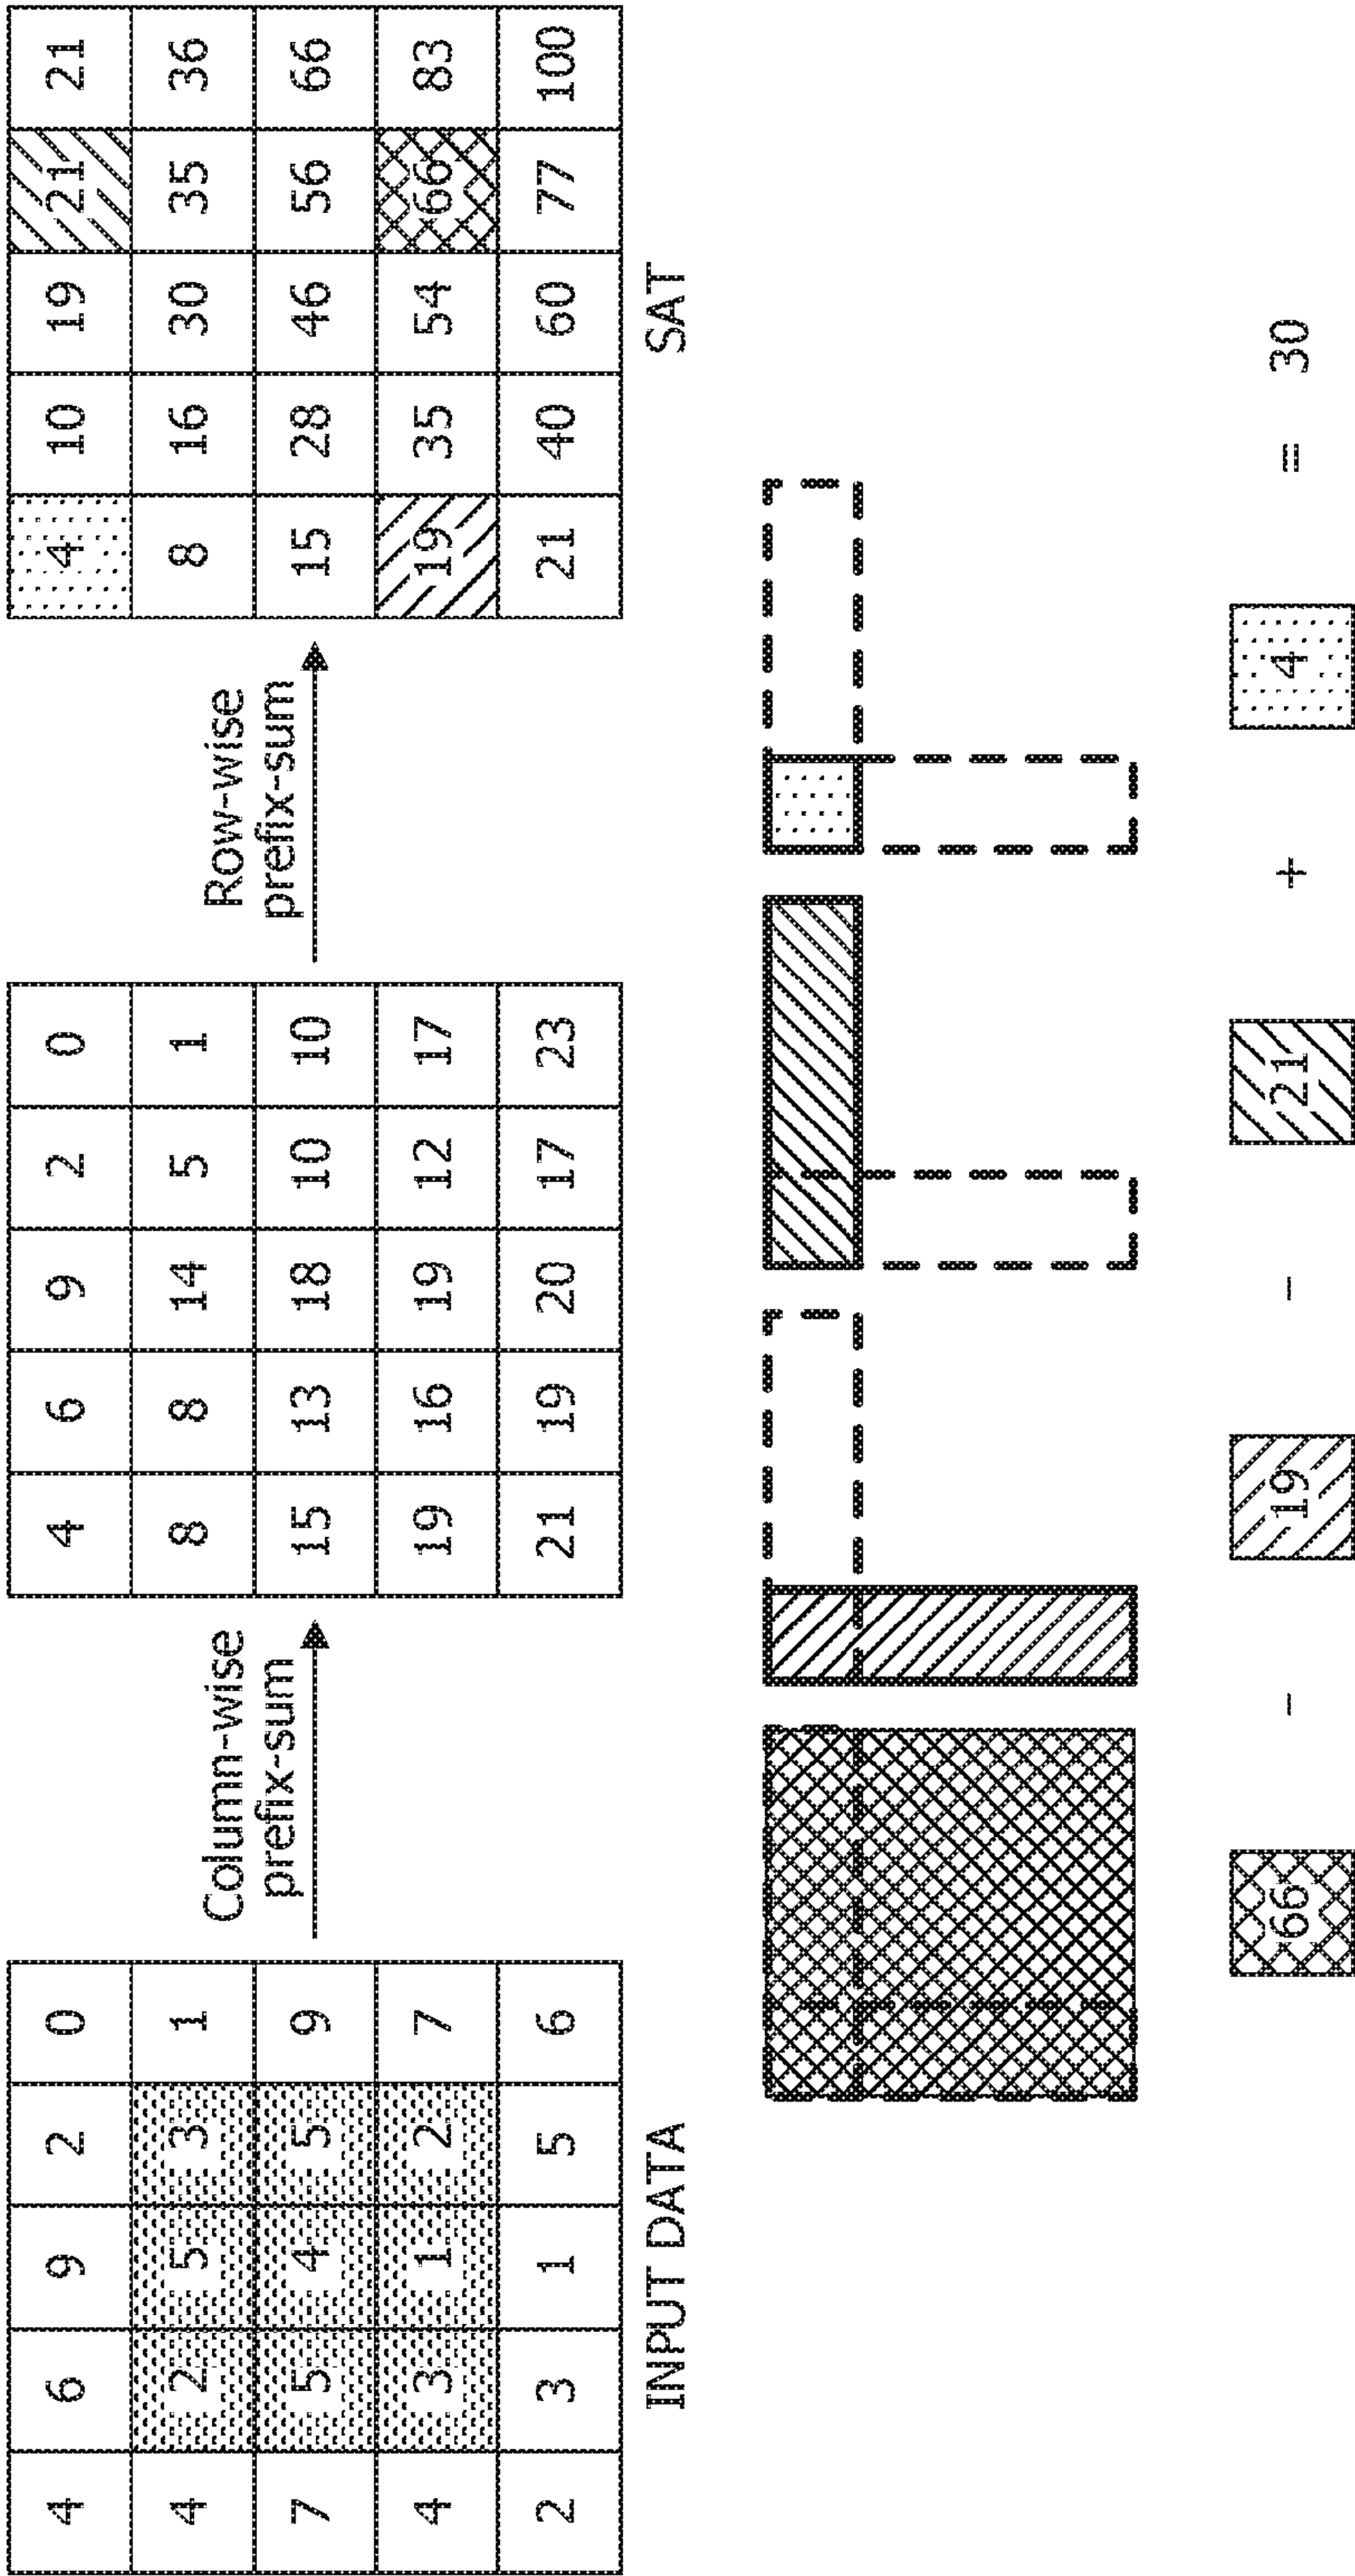 4 6 9 2 0
4 2 5 3 1
7 5 4 5 9
4 3 1 2 7
2 3 1 5 6
INPUT DATA
Column-wise
prefix-sum
4 6 9 2 0
8 8 14 5 1
15 13 18 10 10
19 16 19 12 17
21 19 20 17 23
Row-wise
prefix-sum
4 10 19 21 21
8 16 30 35 36
15 28 46 56 66
19 35 54 66 83
21 40 60 77 100
SAT
66 - 19 - 21 + 4 = 30